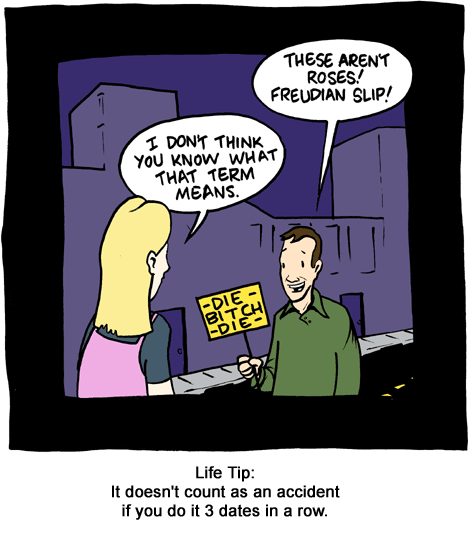 THESE AREN'T
ROSES!
FREUDIAN SLIP!
I DON'T THINK
YOU KNOW WHAT
THAT TERM
MEANS.
-DIE-
BITCH
-DIE-
Life Tip:
It doesn't count as an accident
if you do it 3 dates in a row.